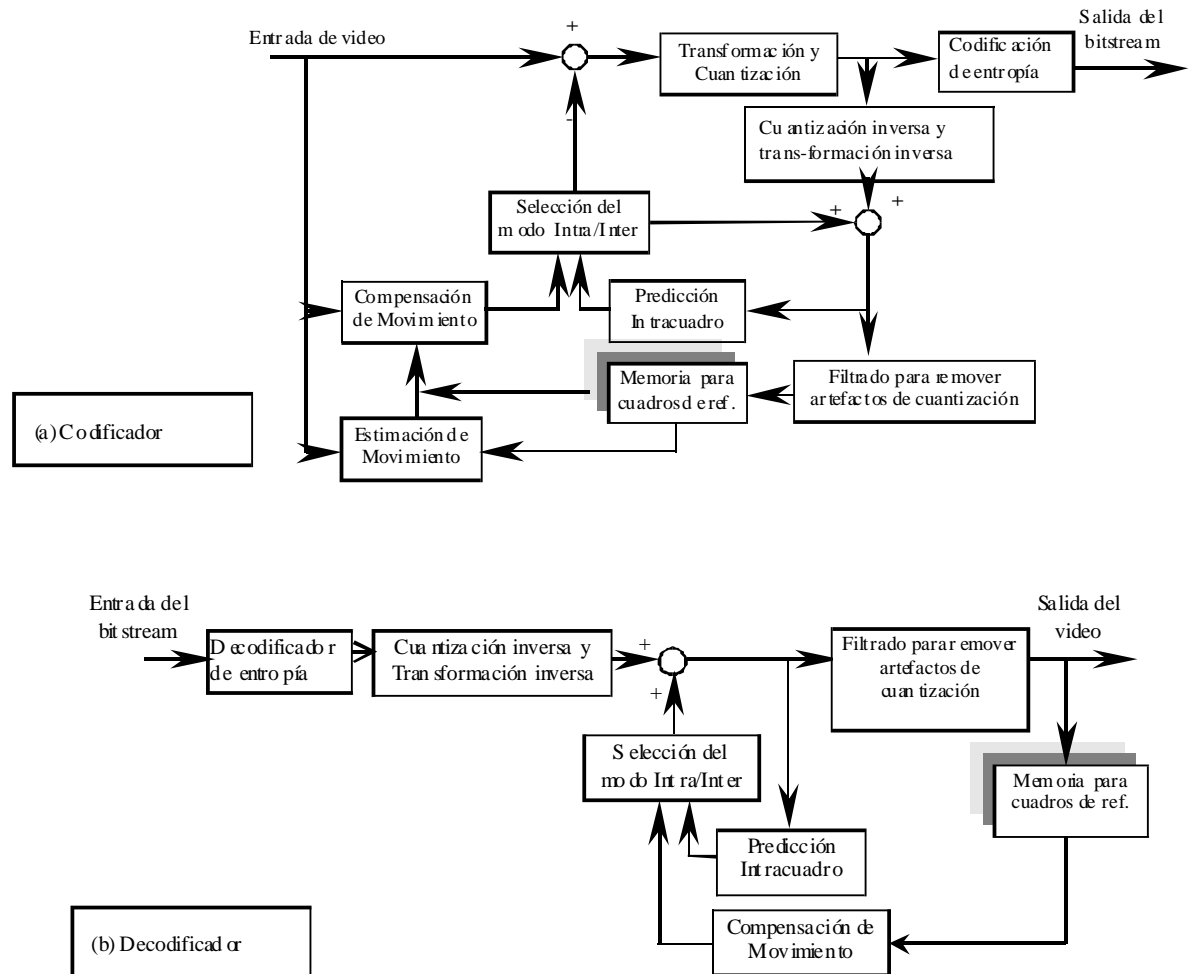 Entrada de video
+
Transformación y
Cuantización
Codificación
de entropía
Salida del
bitstream
-
Cuantización inversa y
trans-formación inversa
Selección del
modo Intra/Inter
+
+
Compensación
de Movimiento
Predicción
Intracuadro
Memoria para
cuadros de ref.
Filtrado para remover
artefactos de cuantización
(a) Codificador
Estimación de
Movimiento
Entrada del
bitstream
Decodificador
de entropía
Cuantización inversa y
Transformación inversa
+
+
Filtrado para remover
artefactos de
cuantización
Salida del
video
Selección del
modo Intra/Inter
Memoria para
cuadros de ref.
Predicción
Intracuadro
Compensación de
Movimiento
(b) Decodificador